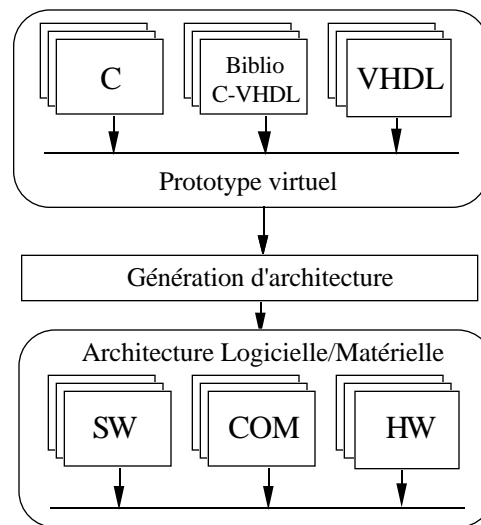 C
Biblio
C-VHDL
VHDL
Prototype virtuel
Génération d'architecture
Architecture Logicielle/Matérielle
SW
COM
HW